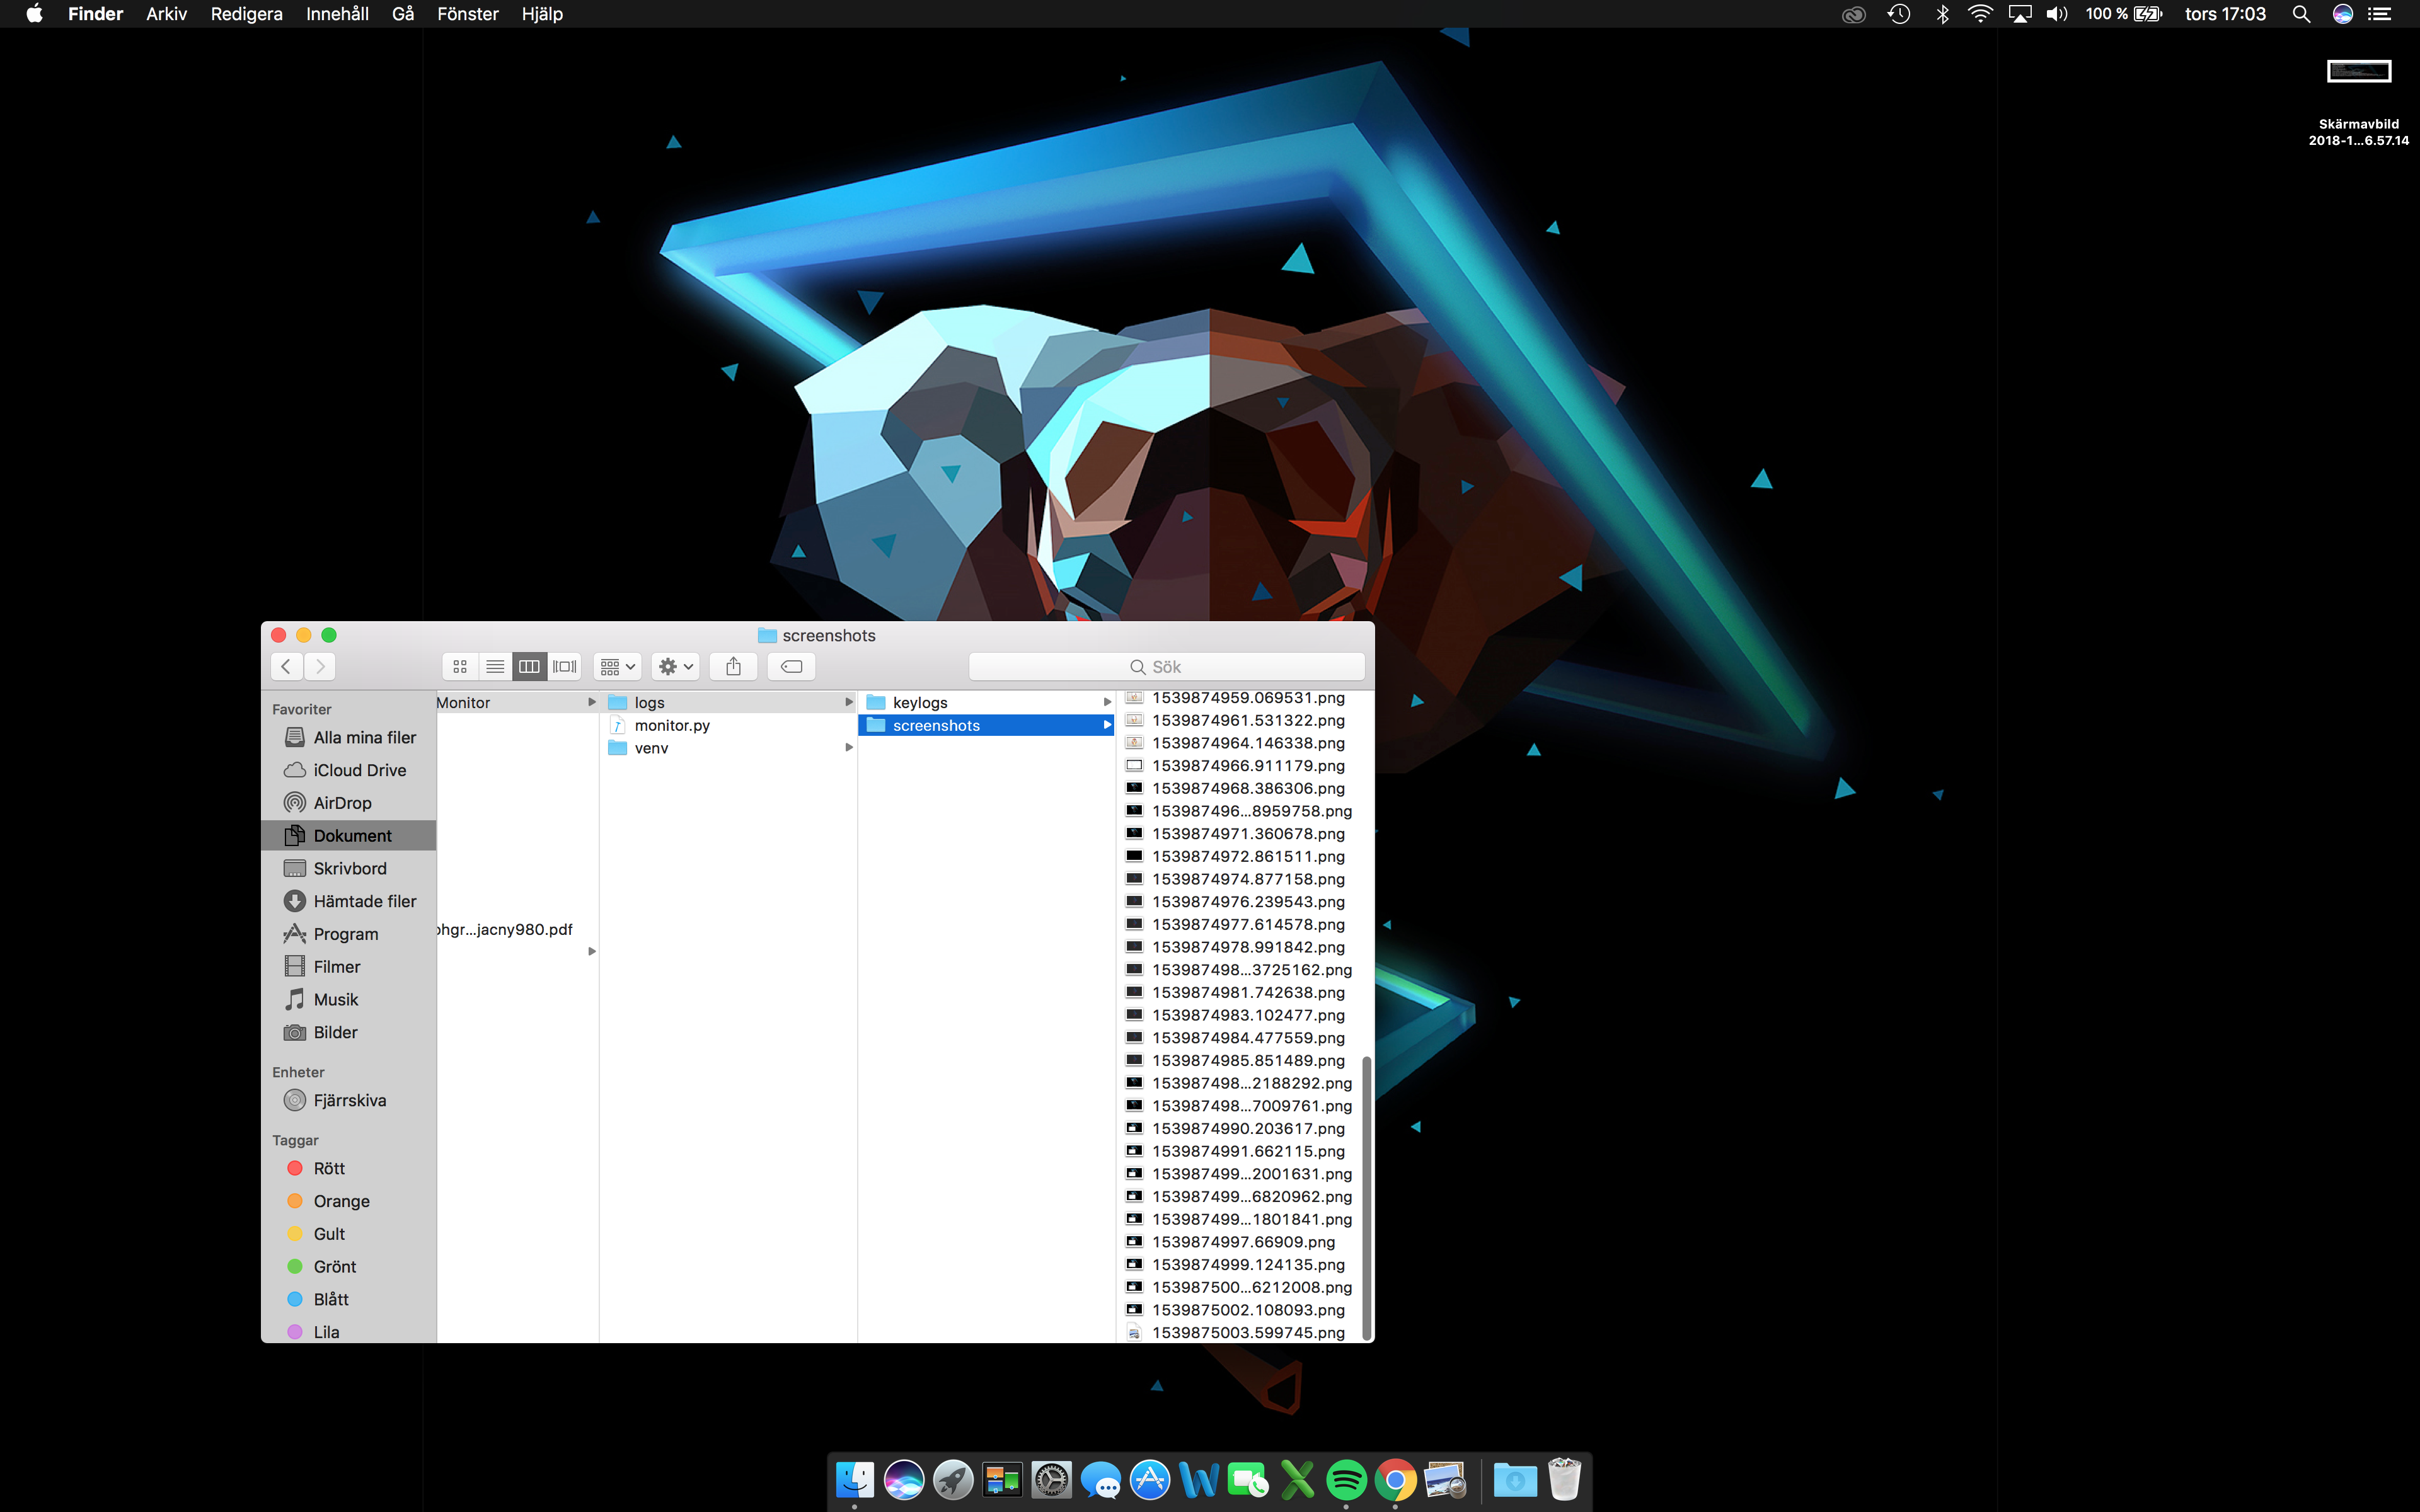 Finder Arkiv Redigera Innehåll Gå Fönster Hjälp 100 % tors 17:03
Skärmavbild
2018-1...6.57.14
screenshots
Sök
Favoriter
Alla mina filer
iCloud Drive
AirDrop
Dokument
Skrivbord
Hämtade filer
Program
Filmer
Musik
Bilder
Enheter
Fjärrskiva
Taggar
Rött
Orange
Gult
Grönt
Blått
Lila
Monitor
ohgr...jacny980.pdf
logs
monitor.py
venv
keylogs
screenshots
1539874959.069531.png
1539874961.531322.png
1539874964.146338.png
1539874966.911179.png
1539874968.386306.png
153987496...8959758.png
1539874971.360678.png
1539874972.861511.png
1539874974.877158.png
1539874976.239543.png
1539874977.614578.png
1539874978.991842.png
153987498...3725162.png
1539874981.742638.png
1539874983.102477.png
1539874984.477559.png
1539874985.851489.png
153987498...2188292.png
153987498...7009761.png
1539874990.203617.png
1539874991.662115.png
153987499...2001631.png
153987499...6820962.png
153987499...1801841.png
1539874997.66909.png
1539874999.124135.png
153987500...6212008.png
1539875002.108093.png
1539875003.599745.png